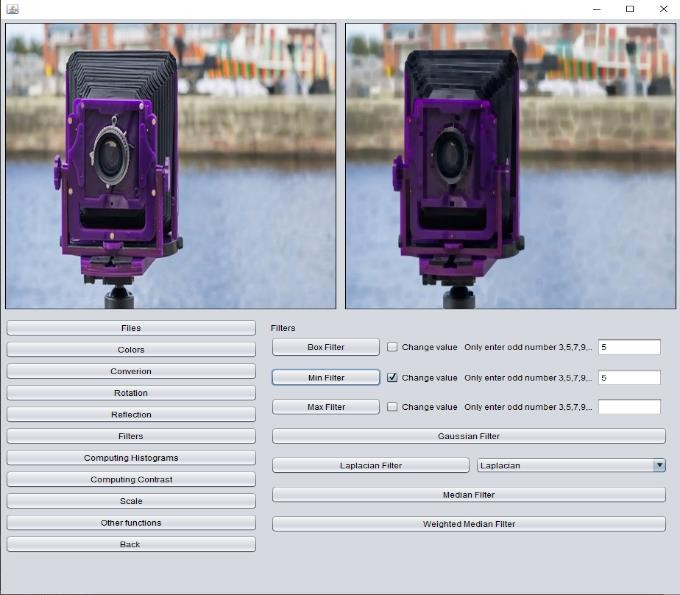 Files
Colors
Converion
Rotation
Reflection
Filters
Computing Histograms
Computing Contrast
Scale
Other functions
Back
Filters
Box Filter Change value Only enter odd number 3,5,7,9,.. 5
Min Filter Change value Only enter odd number 3,5,7,9,.. 5
Max Filter Change value Only enter odd number 3,5,7,9,..
Gaussian Filter
Laplacian Filter Laplacian
Median Filter
Weighted Median Filter